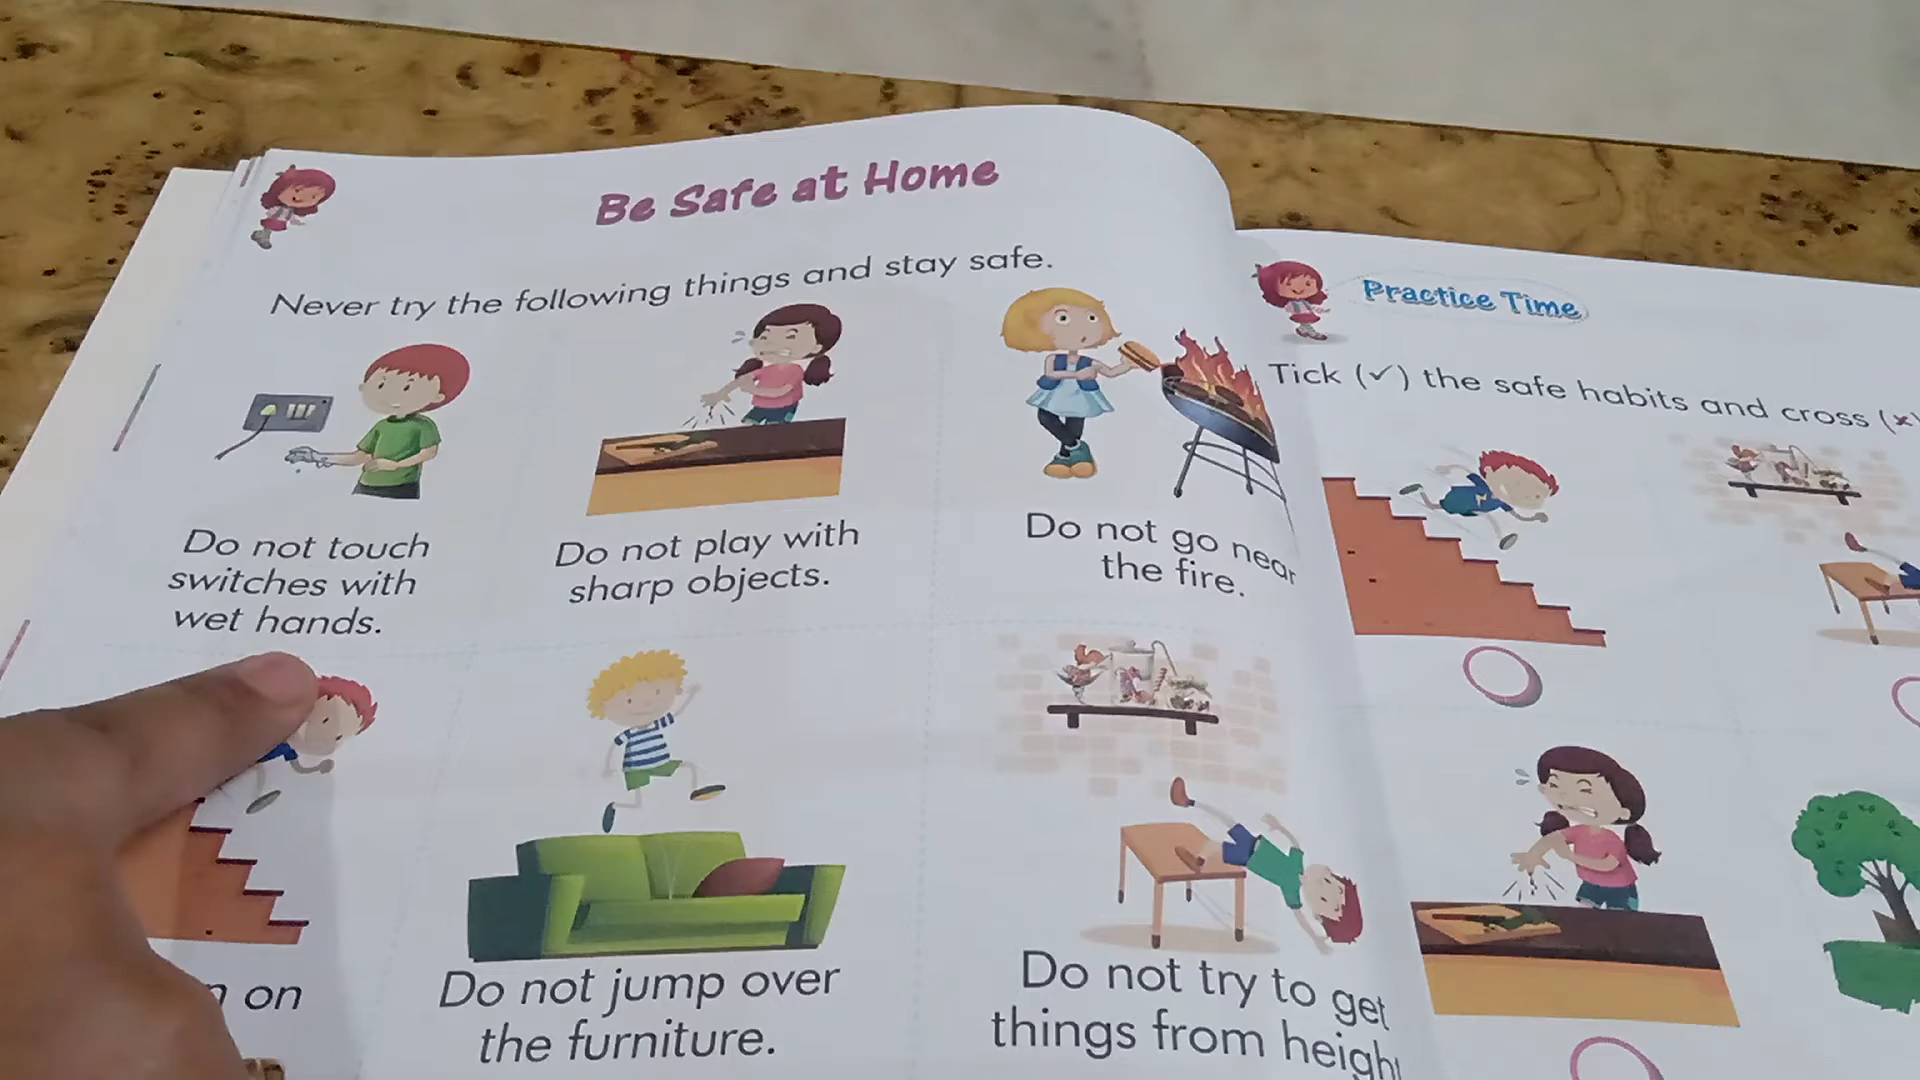 Be Safe at Home
Never try the following things and stay safe.
Do not touch
switches with
wet hands.
Do not play with
sharp objects.
Do not go near
the fire.
on
Do not jump over
the furniture.
Do not try to get
things from
Practice Time
Tick (✓) the safe habits and cross (×)